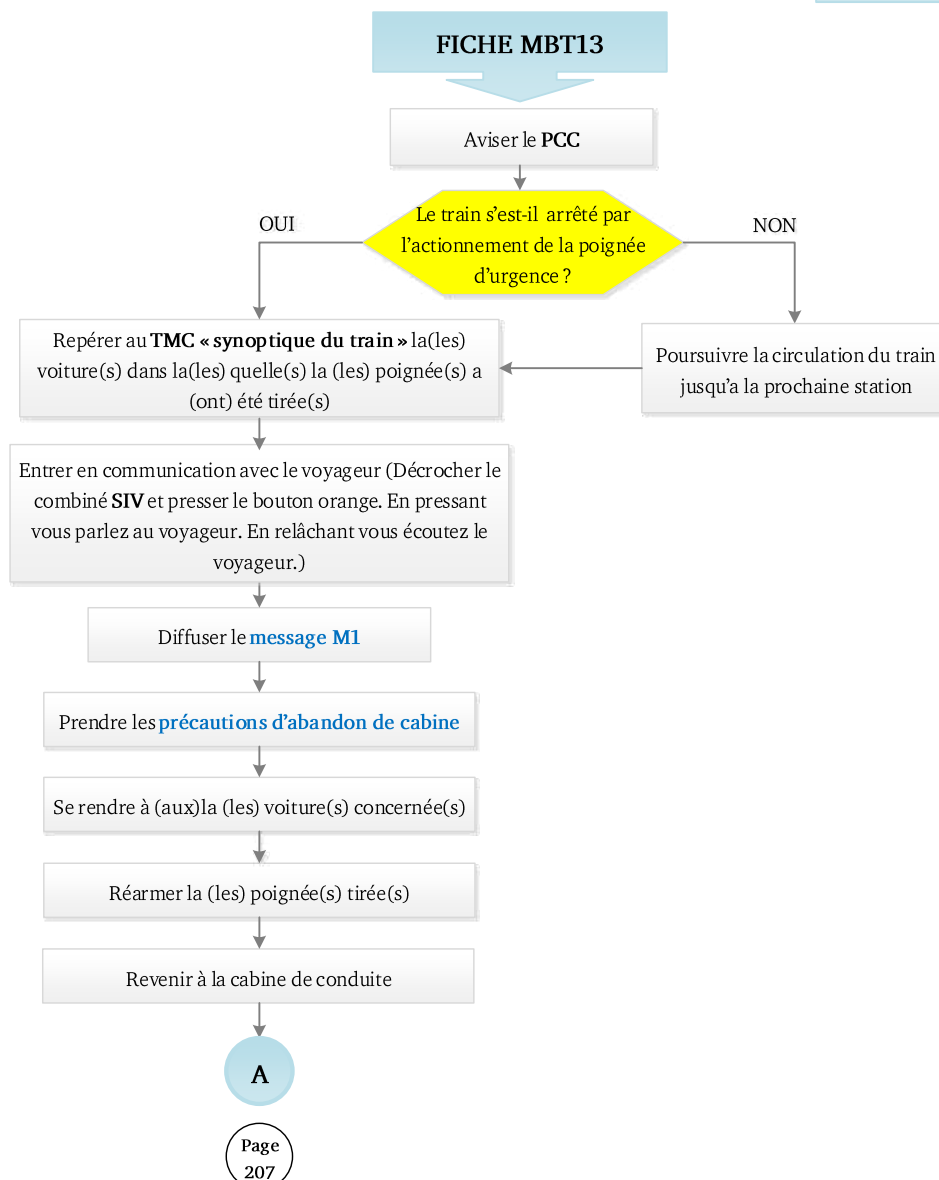 FICHE MBT13
Aviser le PCC
Le train s’est-il arrêté par
l’actionnement de la poignée
d’urgence ?
OUI
NON
Repérer au TMC « synoptique du train » la(les)
voiture(s) dans la(les) quelle(s) la (les) poignée(s) a
(ont) été tirée(s)
Poursuivre la circulation du train
jusqu’a la prochaine station
Entrer en communication avec le voyageur (Décrocher le
combiné SIV et presser le bouton orange. En pressant
vous parlez au voyageur. En relâchant vous écoutez le
voyageur.)
Diffuser le message M1
Prendre les précautions d’abandon de cabine
Se rendre à (aux)la (les) voiture(s) concernée(s)
Réarmer la (les) poignée(s) tirée(s)
Revenir à la cabine de conduite
A
Page
207